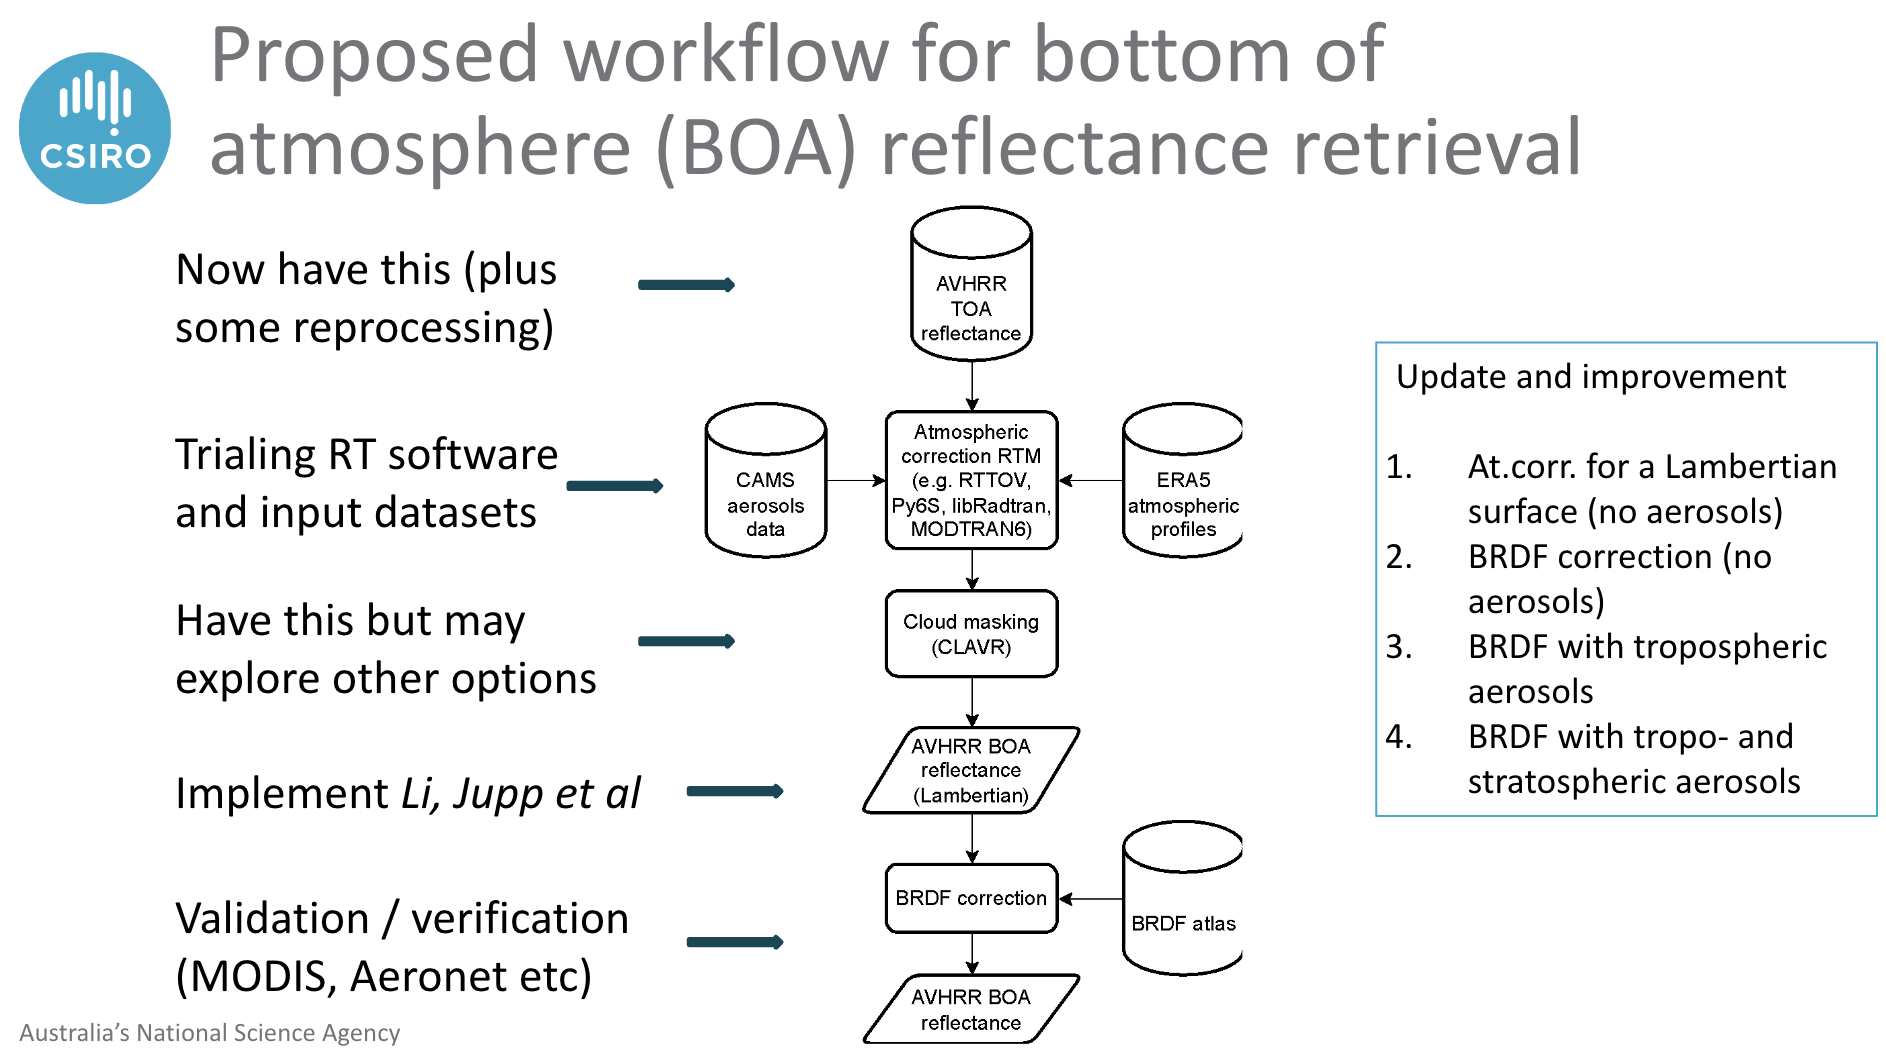 Proposed workflow for bottom of
atmosphere (BOA) reflectance retrieval
CSIRO
Now have this (plus
some reprocessing)
Trialing RT software
and input datasets
Have this but may
explore other options
Implement Li, Jupp et al
Validation / verification
(MODIS, Aeronet etc)
AVHRR
TOA
reflectance
CAMS
aerosols
data
Atmospheric
correction RTM
(e.g. RTTOV,
Py6S, libRadtran,
MODTRAN6)
ERA5
atmospheric
profiles
Cloud masking
(CLAVR)
AVHRR BOA
reflectance
(Lambertian)
BRDF correction
BRDF atlas
AVHRR BOA
reflectance
Update and improvement
1. At.corr. for a Lambertian
surface (no aerosols)
2. BRDF correction (no
aerosols)
3. BRDF with tropospheric
aerosols
4. BRDF with tropo- and
stratospheric aerosols
Australia’s National Science Agency